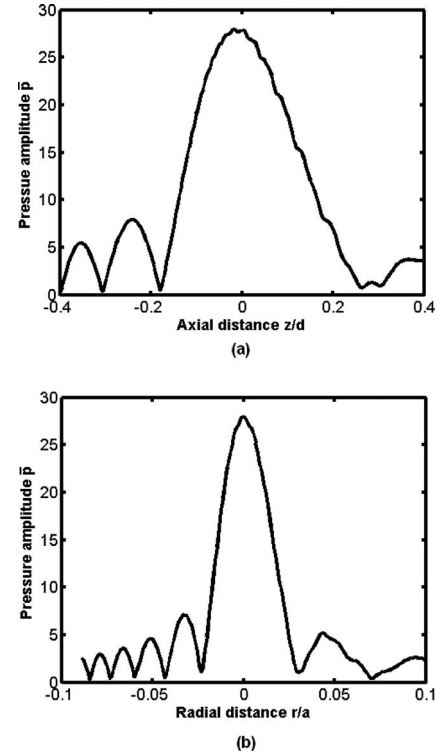 30
25
20
15
10
5
0
Pressue amplitude p̄
-0.4 -0.2 0 0.2 0.4
Axial distance z/d
(a)
30
25
20
15
10
5
0
Pressure amplitude p̄
-0.1 -0.05 0 0.05 0.1
Radial distance r/a
(b)